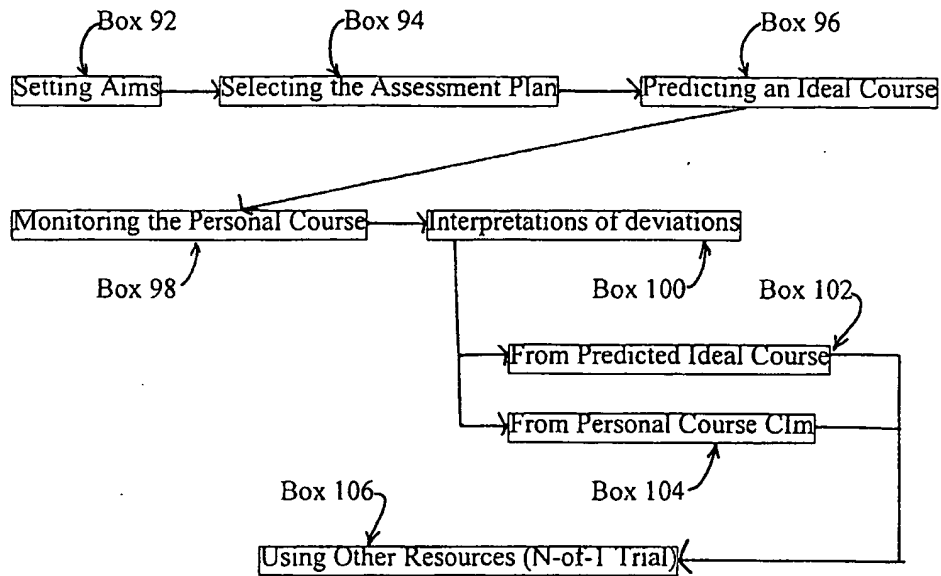 Box 92
Box 94
Box 96
Setting Aims
Selecting the Assessment Plan
Predicting an Ideal Course
Monitoring the Personal Course
Interpretations of deviations
Box 98
Box 100
Box 102
From Predicted Ideal Course
From Personal Course CIm
Box 106
Box 104
Using Other Resources (N-of-1 Trial)